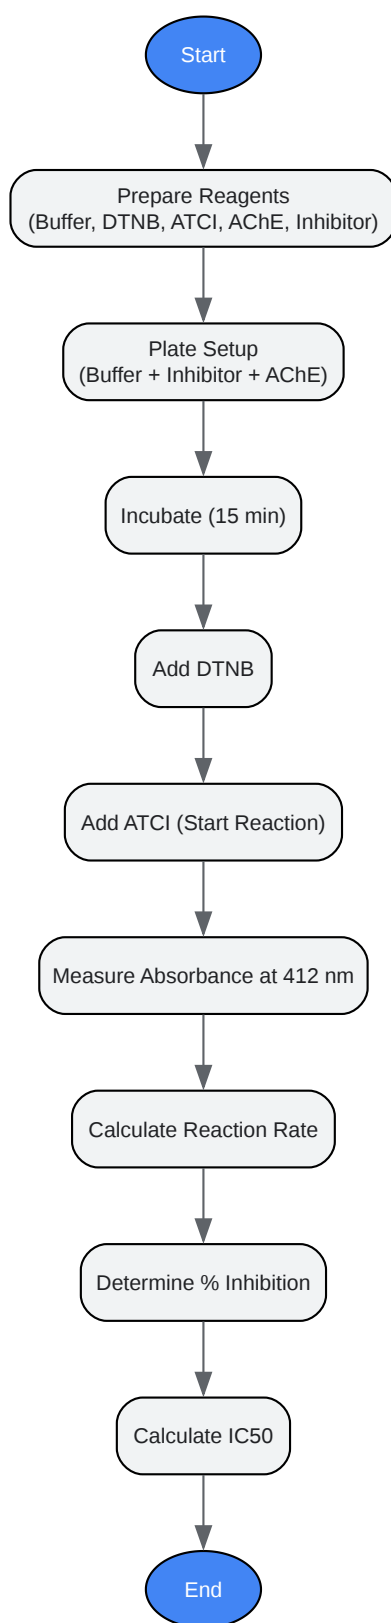 Start
Prepare Reagents
(Buffer, DTNB, ATCI, AChE, Inhibitor)
Plate Setup
(Buffer + Inhibitor + AChE)
Incubate (15 min)
Add DTNB
Add ATCI (Start Reaction)
Measure Absorbance at 412 nm
Calculate Reaction Rate
Determine % Inhibition
Calculate IC50
End